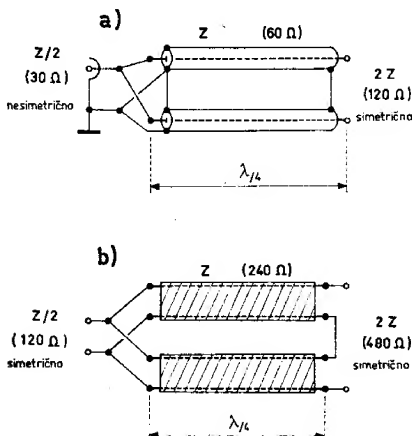 a)
Z/2
(30 Ω)
nesimetrično
Z (60 Ω)
2 Z
(120 Ω)
simetrično
λ/4
b)
Z/2
(120 Ω)
simetrično
Z (240 Ω)
2 Z
(480 Ω)
simetrično
λ/4